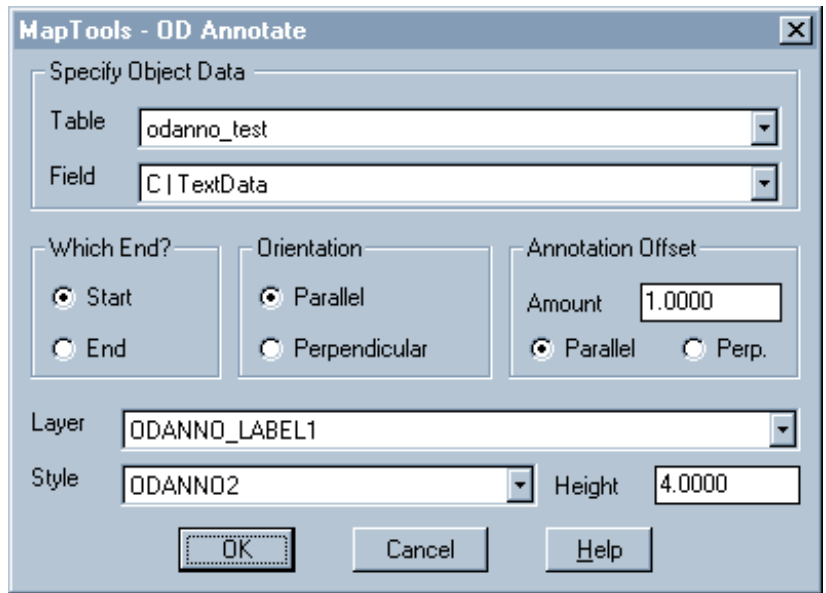 MapTools - OD Annotate
Specify Object Data
Table odanno_test
Field C | TextData
Which End? Orientation Annotation Offset
Start Parallel Amount 1.0000
End Perpendicular Parallel Perp.
Layer ODANNO_LABEL1
Style ODANNO2 Height 4.0000
OK Cancel Help